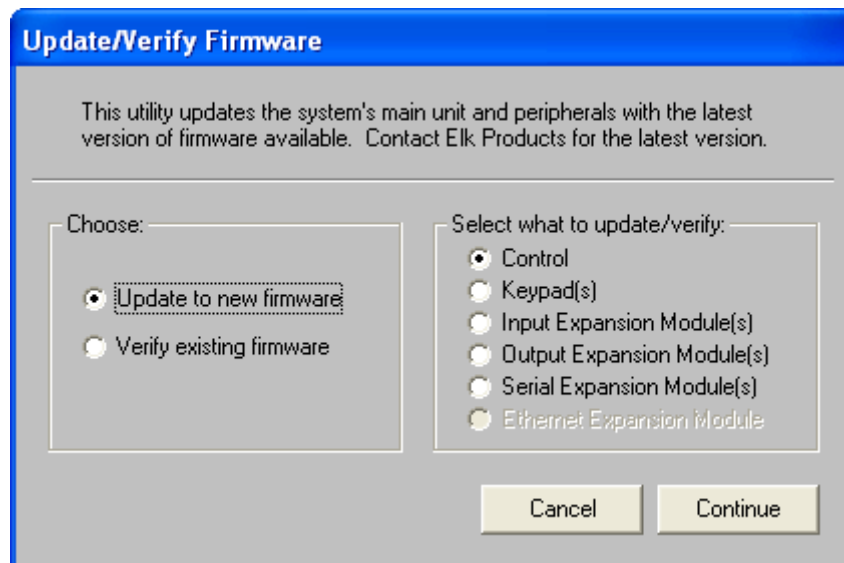 Update/Verify Firmware
This utility updates the system's main unit and peripherals with the latest
version of firmware available.  Contact Elk Products for the latest version.
Choose:
Update to new firmware
Verify existing firmware
Select what to update/verify:
Control
Keypad(s)
Input Expansion Module(s)
Output Expansion Module(s)
Serial Expansion Module(s)
Ethernet Expansion Module
Cancel
Continue